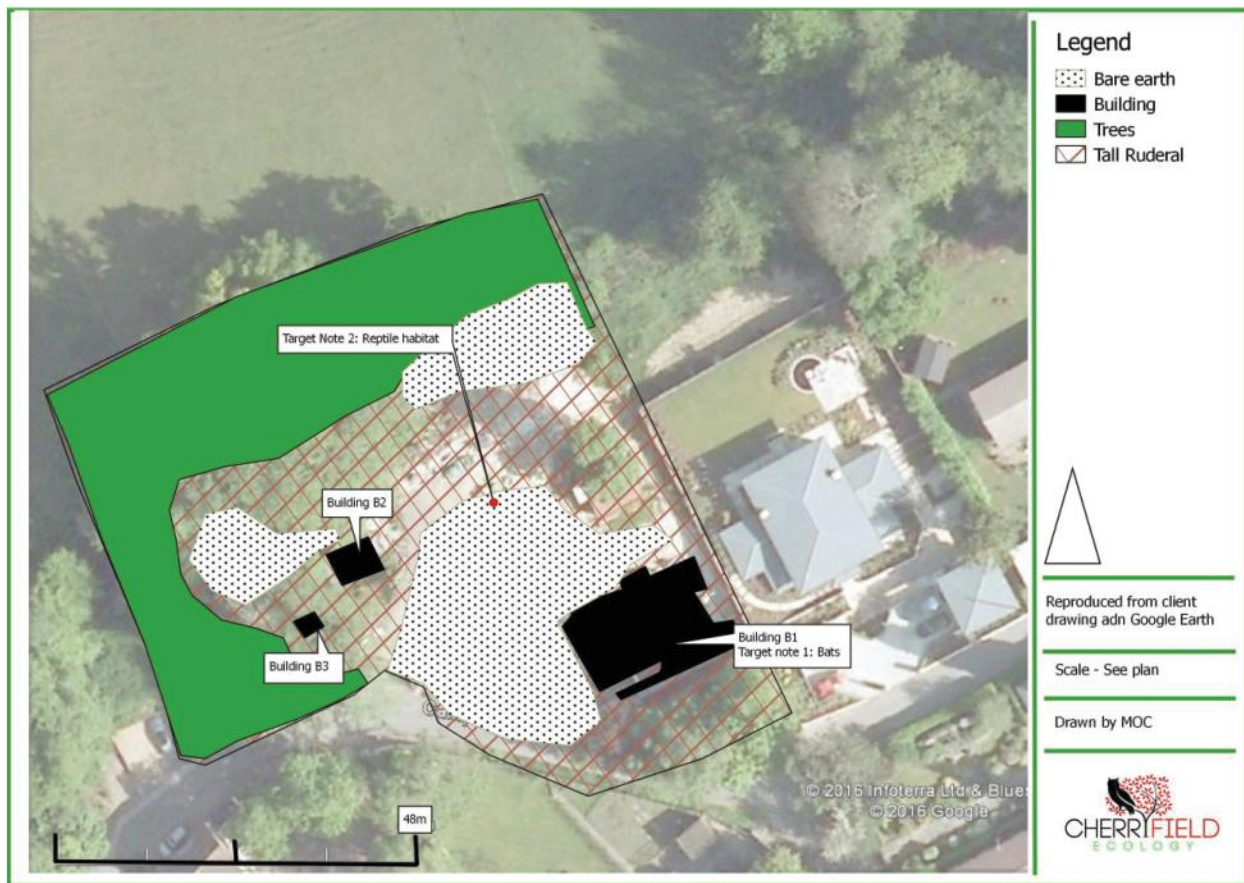 Legend
Bare earth
Building
Trees
Tall Ruderal
Target Note 2: Reptile habitat
Building B2
Building B3
Building B1
Target note 1: Bats
48m
© 2016 Infoterra Ltd & Blues
© 2016 Google
Reproduced from client
drawing adn Google Earth
Scale - See plan
Drawn by MOC
CHERRYFIELD
ECOLOGY